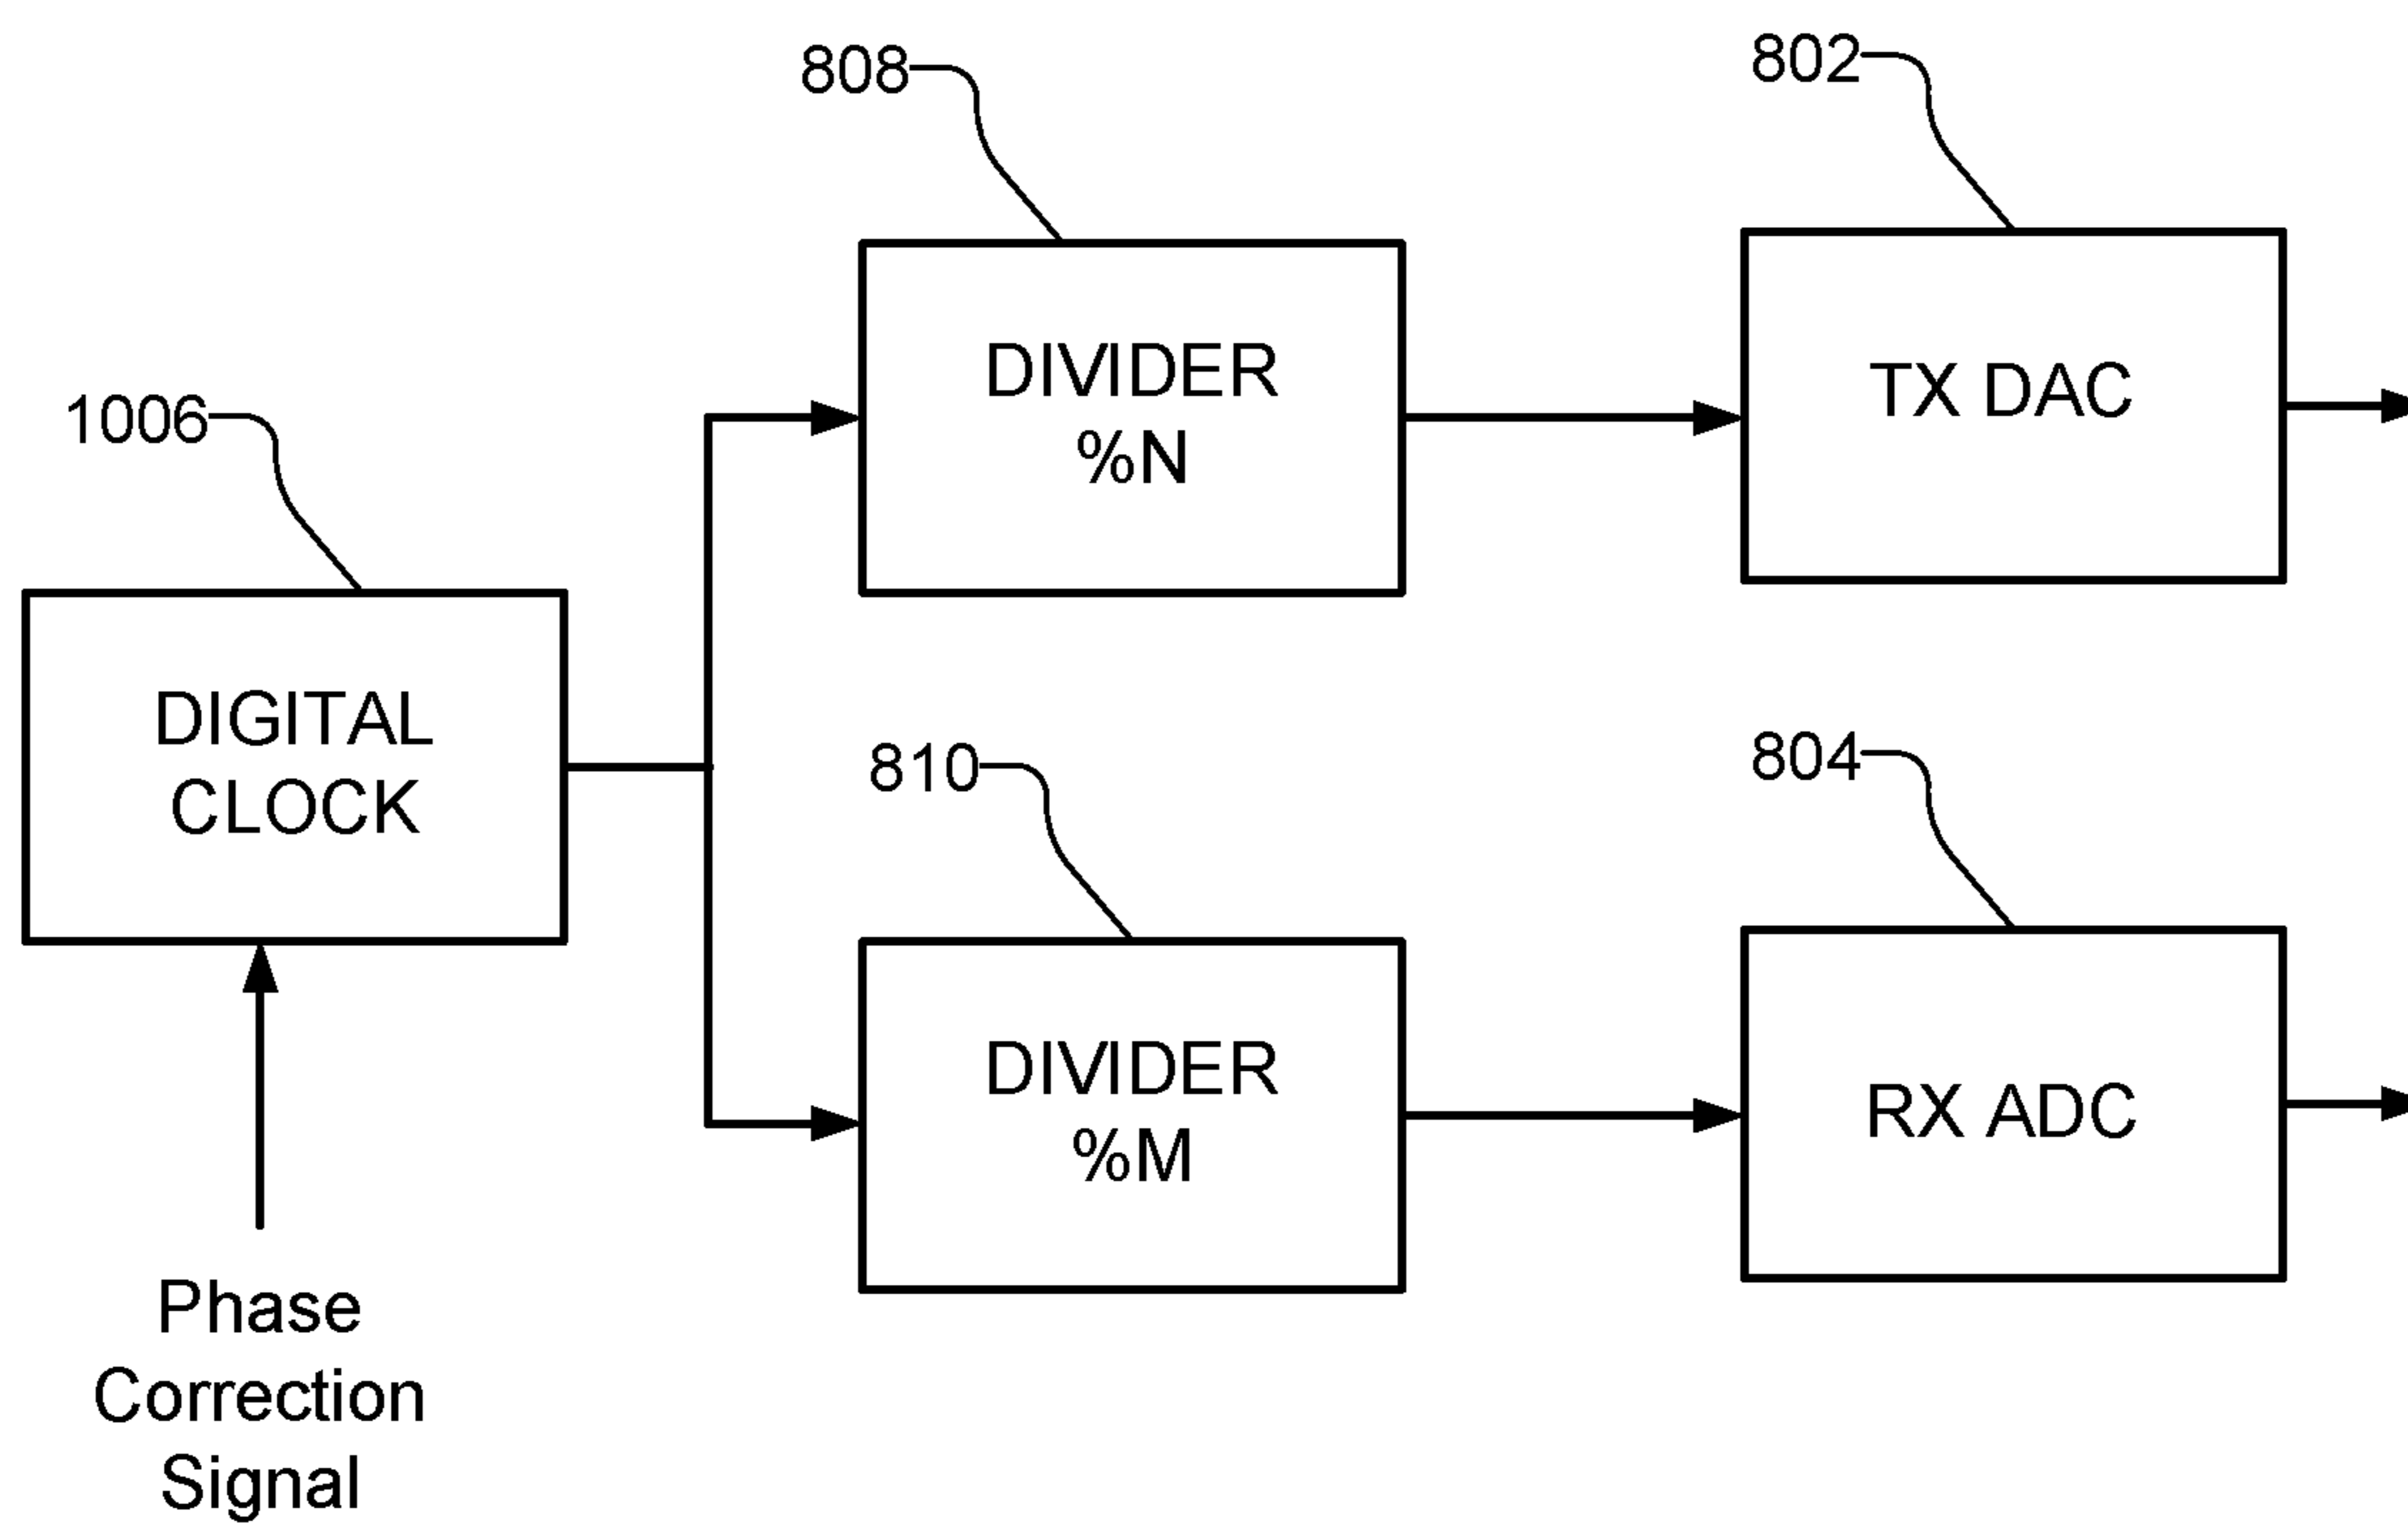 808
802
DIVIDER
%N
TX DAC
1006
DIGITAL
CLOCK
810
804
DIVIDER
%M
RX ADC
Phase
Correction
Signal